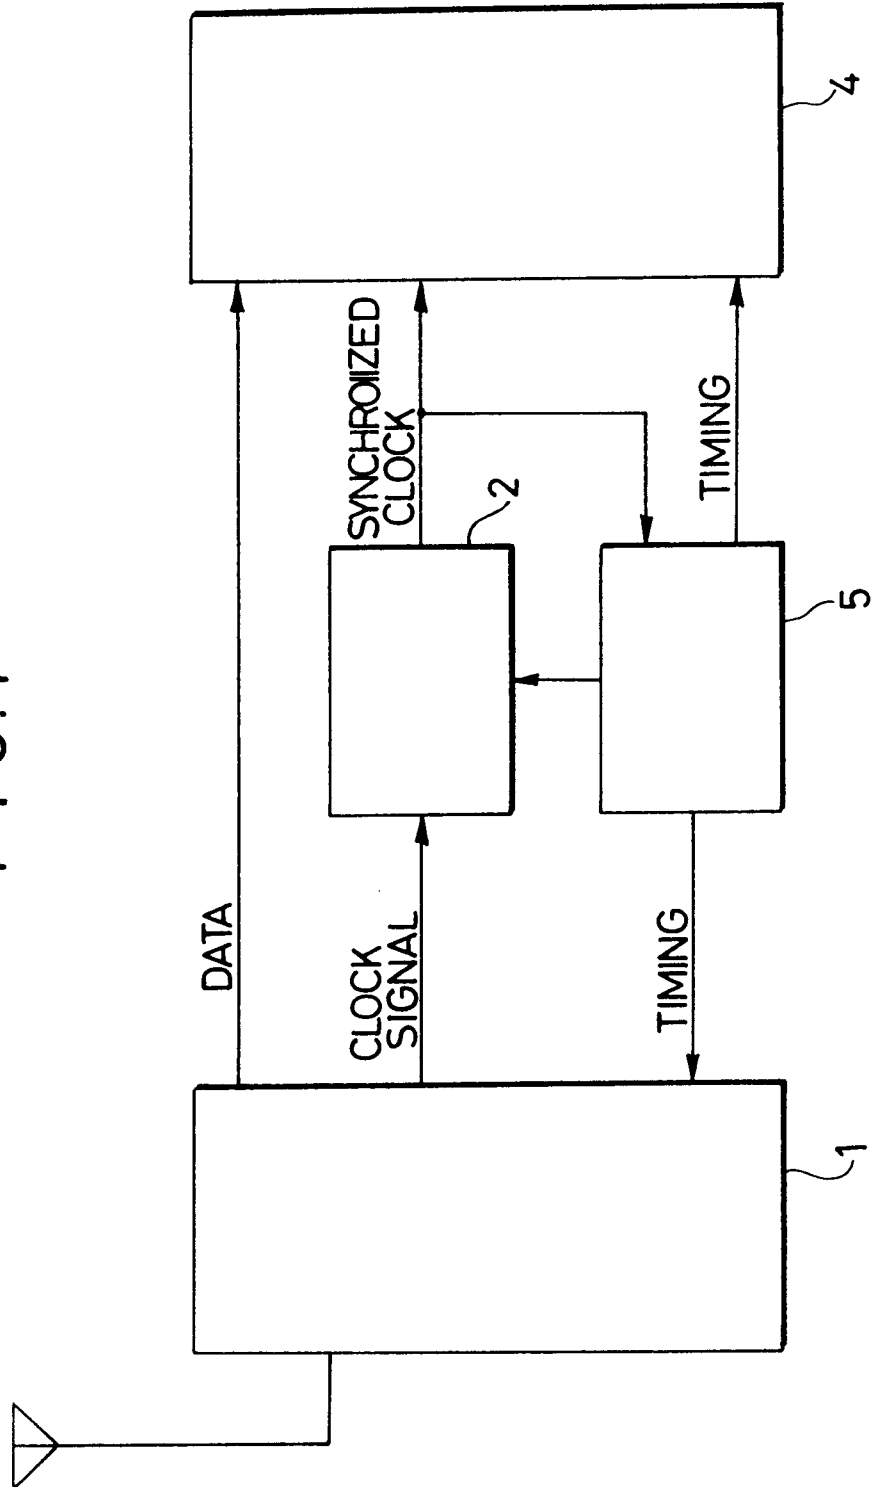 DATA
CLOCK
SIGNAL
SYNCHROIIZED
CLOCK
2
TIMING
TIMING
1
5
4